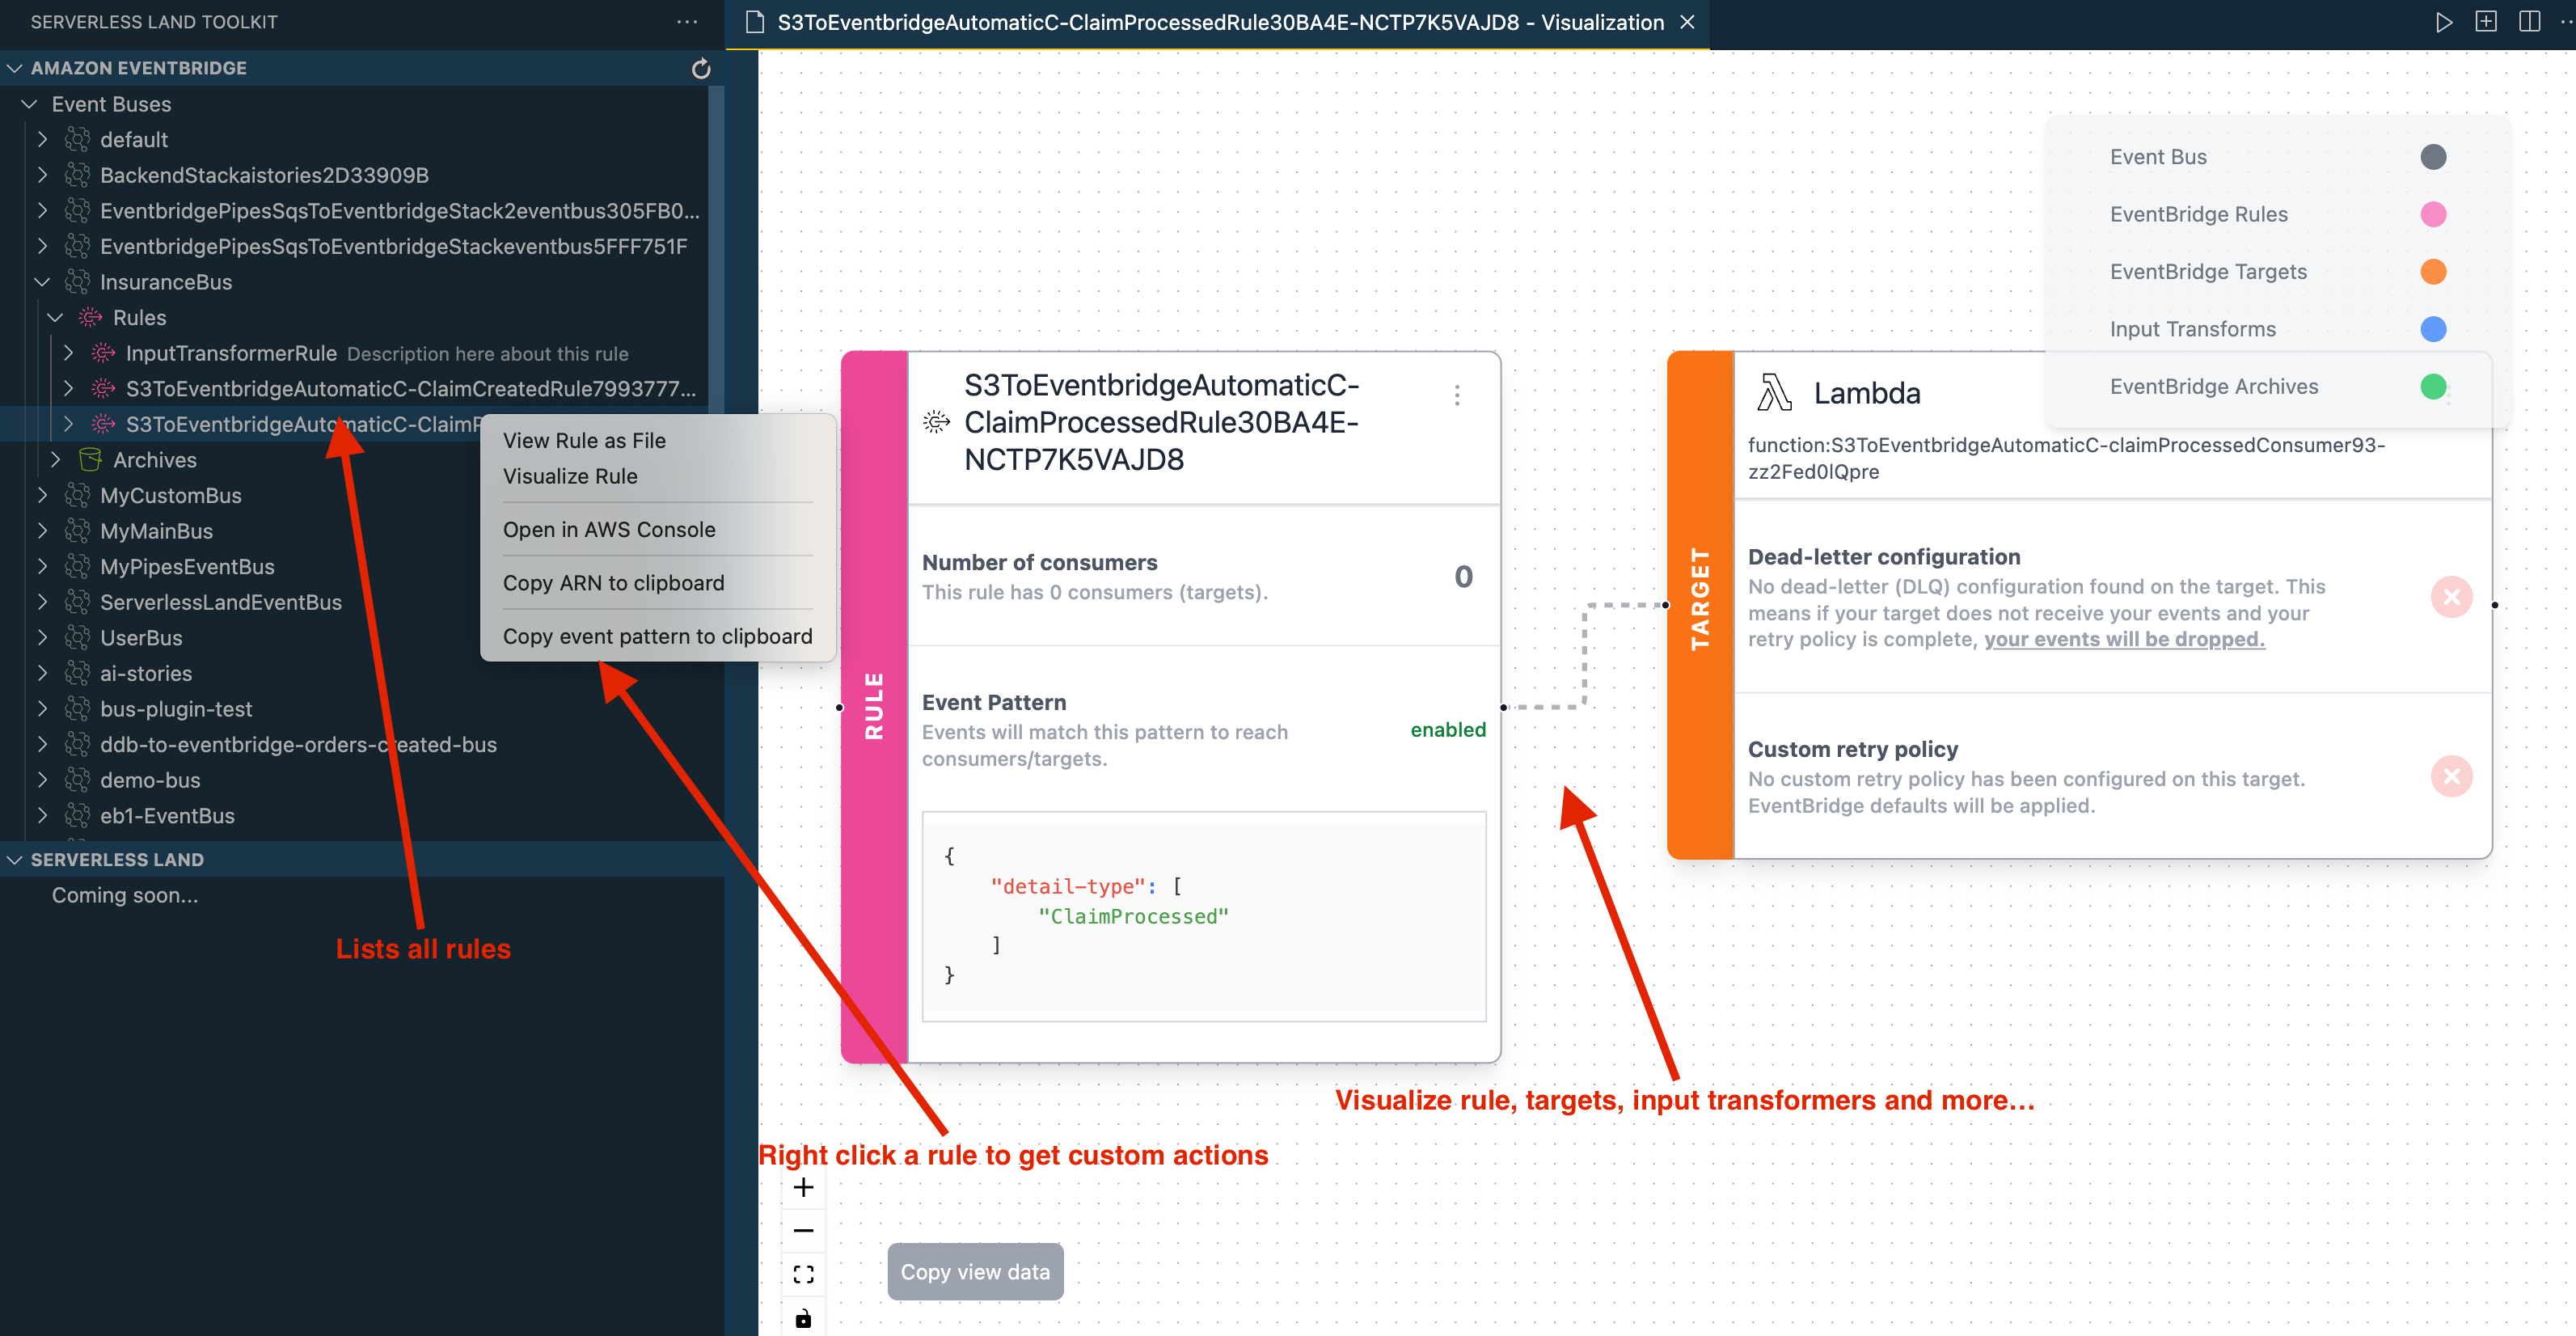 SERVERLESS LAND TOOLKIT
AMAZON EVENTBRIDGE
Event Buses
default
BackendStackaistories2D33909B
EventbridgePipesSqsToEventbridgeStack2eventbus305FB0...
EventbridgePipesSqsToEventbridgeStackeventbus5FFF751F
InsuranceBus
Rules
InputTransformerRule Description here about this rule
S3ToEventbridgeAutomaticC-ClaimCreatedRule7993777...
S3ToEventbridgeAutomaticC-ClaimP
Archives
MyCustomBus
MyMainBus
MyPipesEventBus
ServerlessLandEventBus
UserBus
ai-stories
bus-plugin-test
ddb-to-eventbridge-orders-created-bus
demo-bus
eb1-EventBus
SERVERLESS LAND
Coming soon...
Lists all rules
View Rule as File
Visualize Rule
Open in AWS Console
Copy ARN to clipboard
Copy event pattern to clipboard
Right click a rule to get custom actions
S3ToEventbridgeAutomaticC-ClaimProcessedRule30BA4E-NCTP7K5VAJD8 - Visualization
RULE
S3ToEventbridgeAutomaticC-
ClaimProcessedRule30BA4E-
NCTP7K5VAJD8
Number of consumers
This rule has 0 consumers (targets).
0
Event Pattern
Events will match this pattern to reach
consumers/targets.
enabled
{
"detail-type": [
"ClaimProcessed"
]
}
Copy view data
Visualize rule, targets, input transformers and more...
Event Bus
EventBridge Rules
EventBridge Targets
Input Transforms
EventBridge Archives
TARGET
Lambda
function:S3ToEventbridgeAutomaticC-claimProcessedConsumer93-
zz2Fed0lQpre
Dead-letter configuration
No dead-letter (DLQ) configuration found on the target. This
means if your target does not receive your events and your
retry policy is complete, your events will be dropped.
Custom retry policy
No custom retry policy has been configured on this target.
EventBridge defaults will be applied.